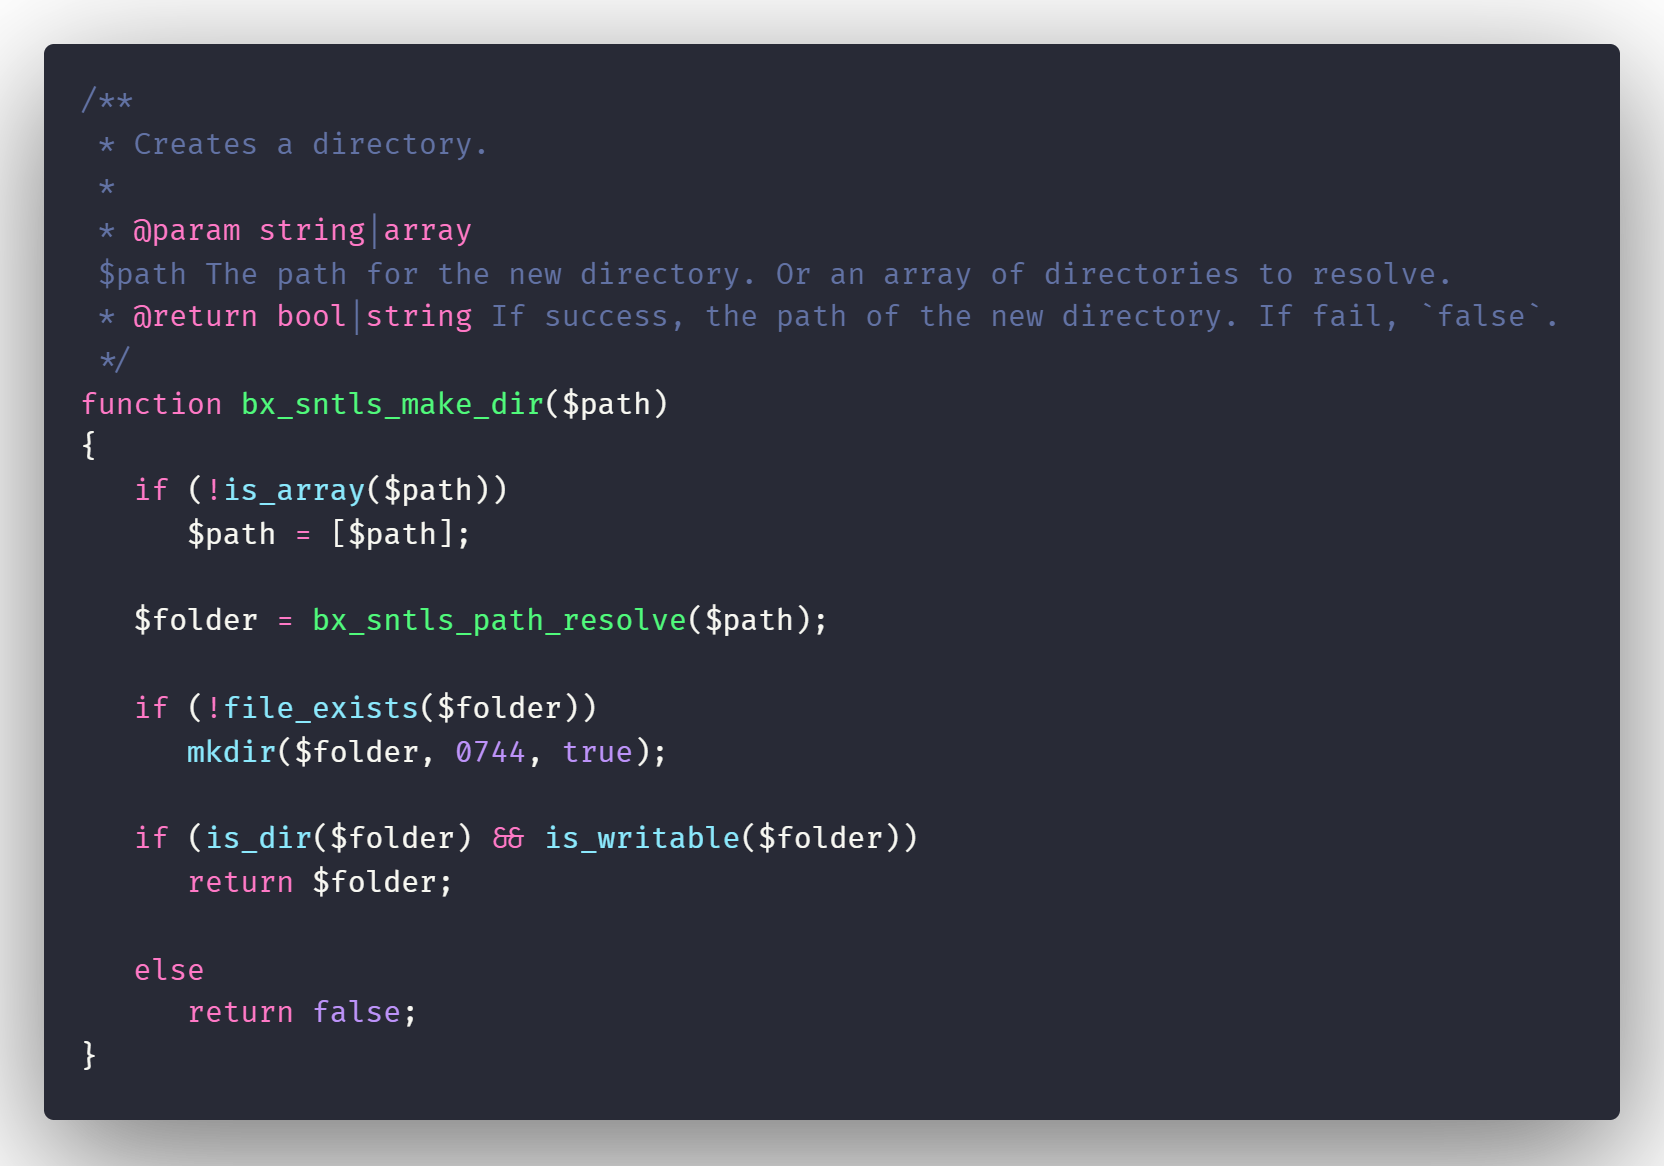 /**
 * Creates a directory.
 *
 * @param string|array
 $path The path for the new directory. Or an array of directories to resolve.
 * @return bool|string If success, the path of the new directory. If fail, `false`.
 */
function bx_sntls_make_dir($path)
{
   if (!is_array($path))
      $path = [$path];

   $folder = bx_sntls_path_resolve($path);

   if (!file_exists($folder))
      mkdir($folder, 0744, true);

   if (is_dir($folder) && is_writable($folder))
      return $folder;

   else
      return false;
}